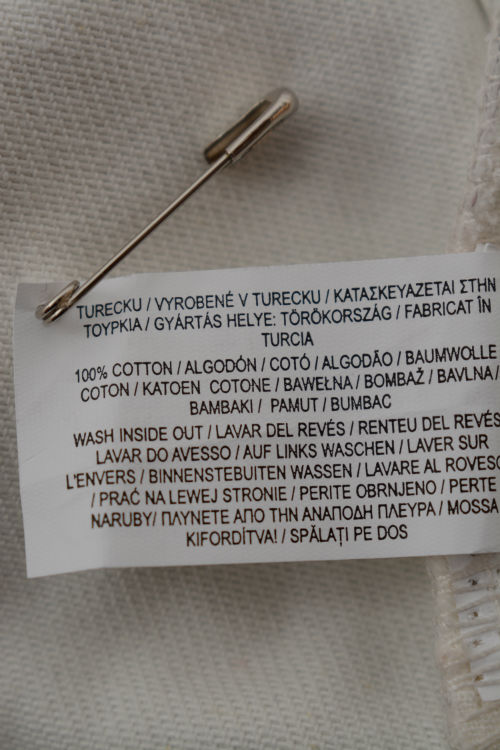 TURECKU / VYROBENÉ V TURECKU / ΚΑΤΑΣΚΕΥΑΖΕΤΑΙ ΣΤΗΝ
ΤΟΥΡΚΙΑ / GYÁRTÁS HELYE: TÖRÖKORSZÁG / FABRICAT ÎN
TURCIA
100% COTTON / ALGODÓN / COTÓ / ALGODÃO / BAUMWOLLE
COTON / KATOEN COTONE / BAWEŁNA / BOMBAŽ / BAVLNA /
BAMBAKI / PAMUT / BUMBAC
WASH INSIDE OUT / LAVAR DEL REVÉS / RENTEU DEL REVÉS
LAVAR DO AVESSO / AUF LINKS WASCHEN / LAVER SUR
L'ENVERS / BINNENSTEBUITEN WASSEN / LAVARE AL ROVESC
/ PRAĆ NA LEWEJ STRONIE / PERITE OBRNJENO / PERTE
NARUBY/ ΠΛΥΝΕΤΕ ΑΠΟ ΤΗΝ ΑΝΑΠΟΔΗ ΠΛΕΥΡΑ / MOSSA
KIFORDÍTVA! / SPĂLAȚI PE DOS